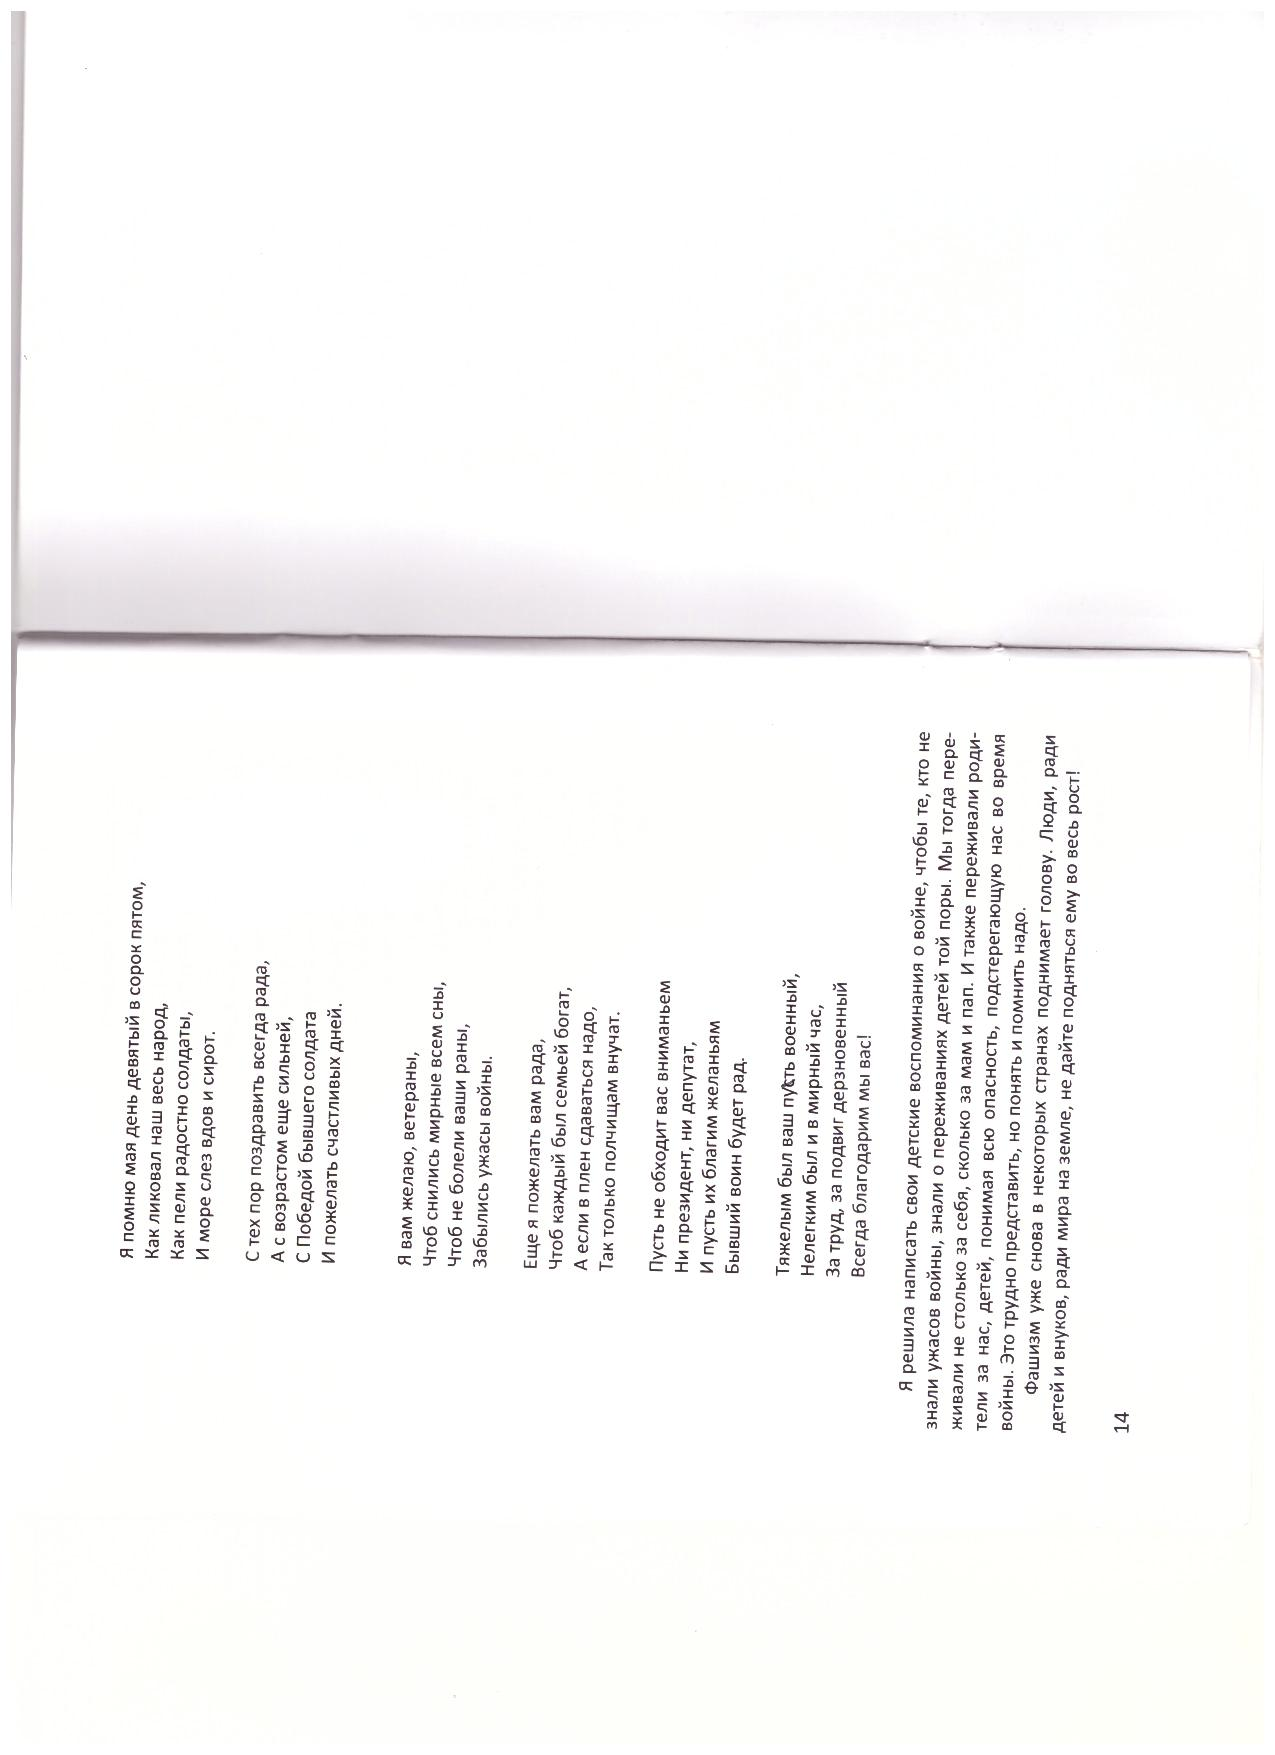 Я помню мая день девятый в сорок пятом,
Как ликовал наш весь народ,
Как пели радостно солдаты,
И море слез вдов и сирот.
С тех пор поздравить всегда рада,
А с возрастом еще сильней,
С Победой бывшего солдата
И пожелать счастливых дней.
Я вам желаю, ветераны,
Чтоб снились мирные всем сны,
Чтоб не болели ваши раны,
Забылись ужасы войны.
Еще я пожелать вам рада,
Чтоб каждый был семьей богат,
А если в плен сдаваться надо,
Так только полчищам внучат.
Пусть не обходит вас вниманьем
Ни президент, ни депутат,
И пусть их благим желаньям
Бывший воин будет рад.
Тяжелым был ваш путь военный,
Нелегким был и в мирный час,
За труд, за подвиг дерзновенный
Всегда благодарим мы вас!
Я решила написать свои детские воспоминания о войне, чтобы те, кто не
знали ужасов войны, знали о переживаниях детей той поры. Мы тогда пере-
живали не столько за себя, сколько за мам и пап. И также переживали роди-
тели за нас, детей, понимая всю опасность, подстерегающую нас во время
войны. Это трудно представить, но понять и помнить надо.
Фашизм уже снова в некоторых странах поднимает голову. Люди, ради
детей и внуков, ради мира на земле, не дайте подняться ему во весь рост!
14